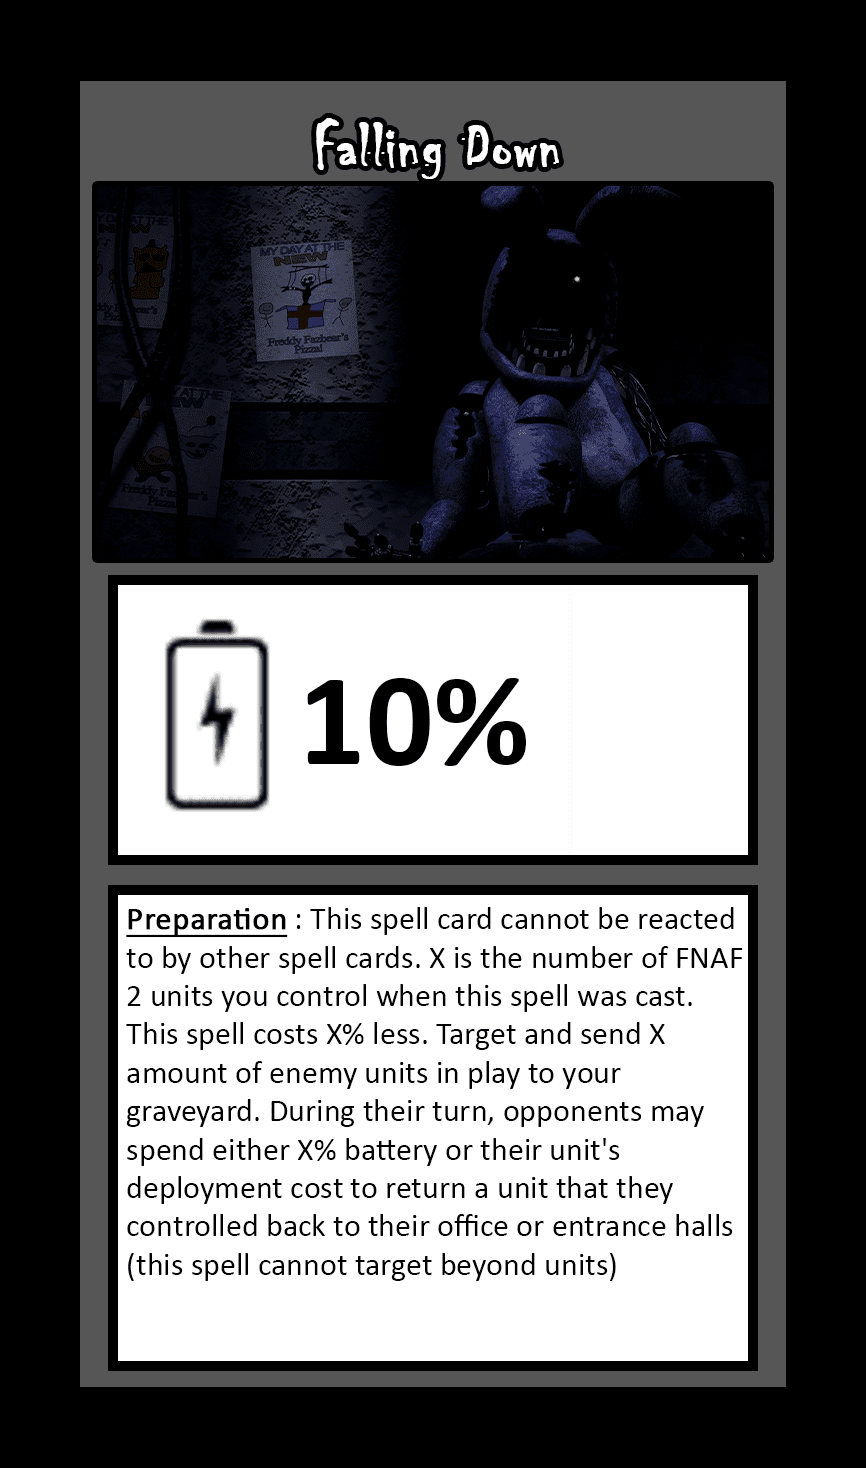 Falling Down
MY DAY AT THE
NEW
Freddy Fazbear's
Pizza!
10%
Preparation : This spell card cannot be reacted
to by other spell cards. X is the number of FNAF
2 units you control when this spell was cast.
This spell costs X% less. Target and send X
amount of enemy units in play to your
graveyard. During their turn, opponents may
spend either X% battery or their unit's
deployment cost to return a unit that they
controlled back to their office or entrance halls
(this spell cannot target beyond units)